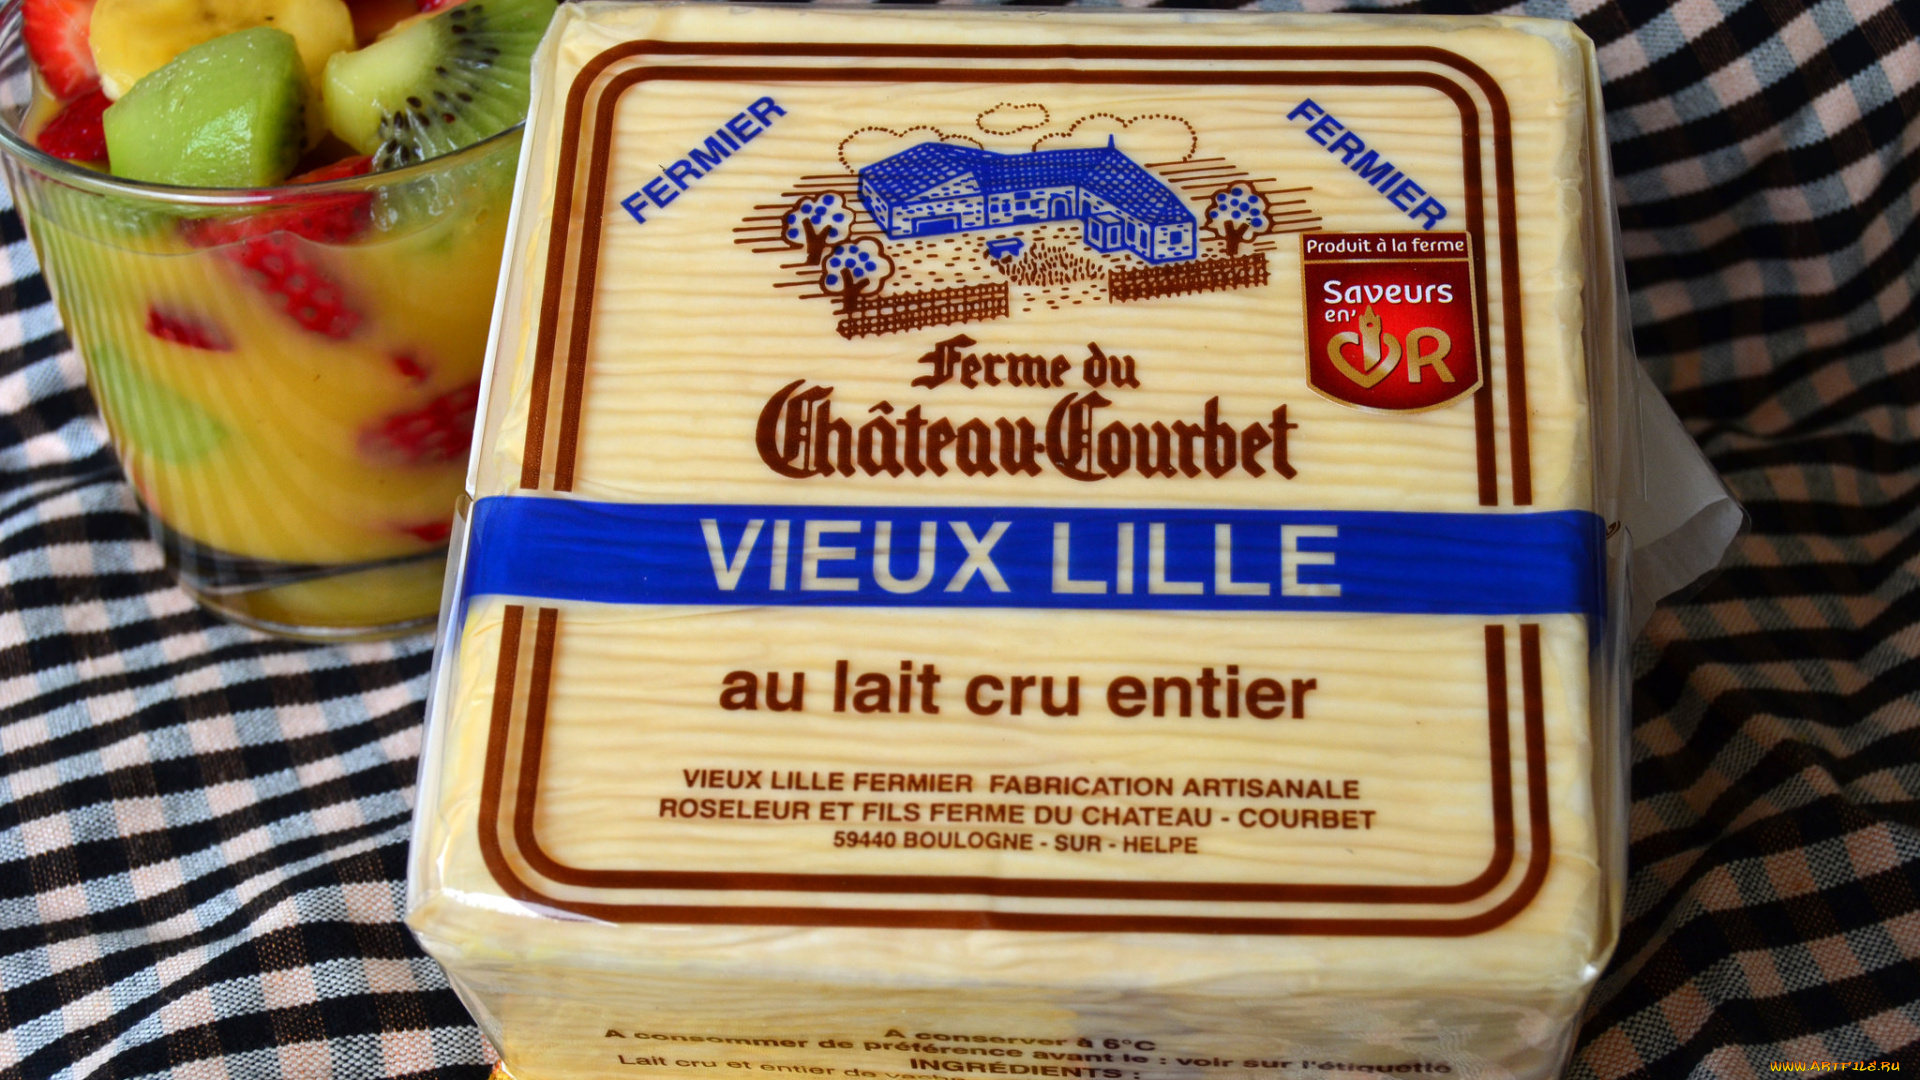 FERMIER
FERMIER
Produit à la ferme
Saveurs
en'
OR
Ferme du
Château-Courbet
VIEUX LILLE
au lait cru entier
VIEUX LILLE FERMIER FABRICATION ARTISANALE
ROSELEUR ET FILS FERME DU CHATEAU - COURBET
59440 BOULOGNE - SUR - HELPE
A conserver à 6°C
A consommer de préférence avant le : voir sur l'étiquette
INGRÉDIENTS :
Lait cru et entier de vache
WWW.ARTFILE.RU